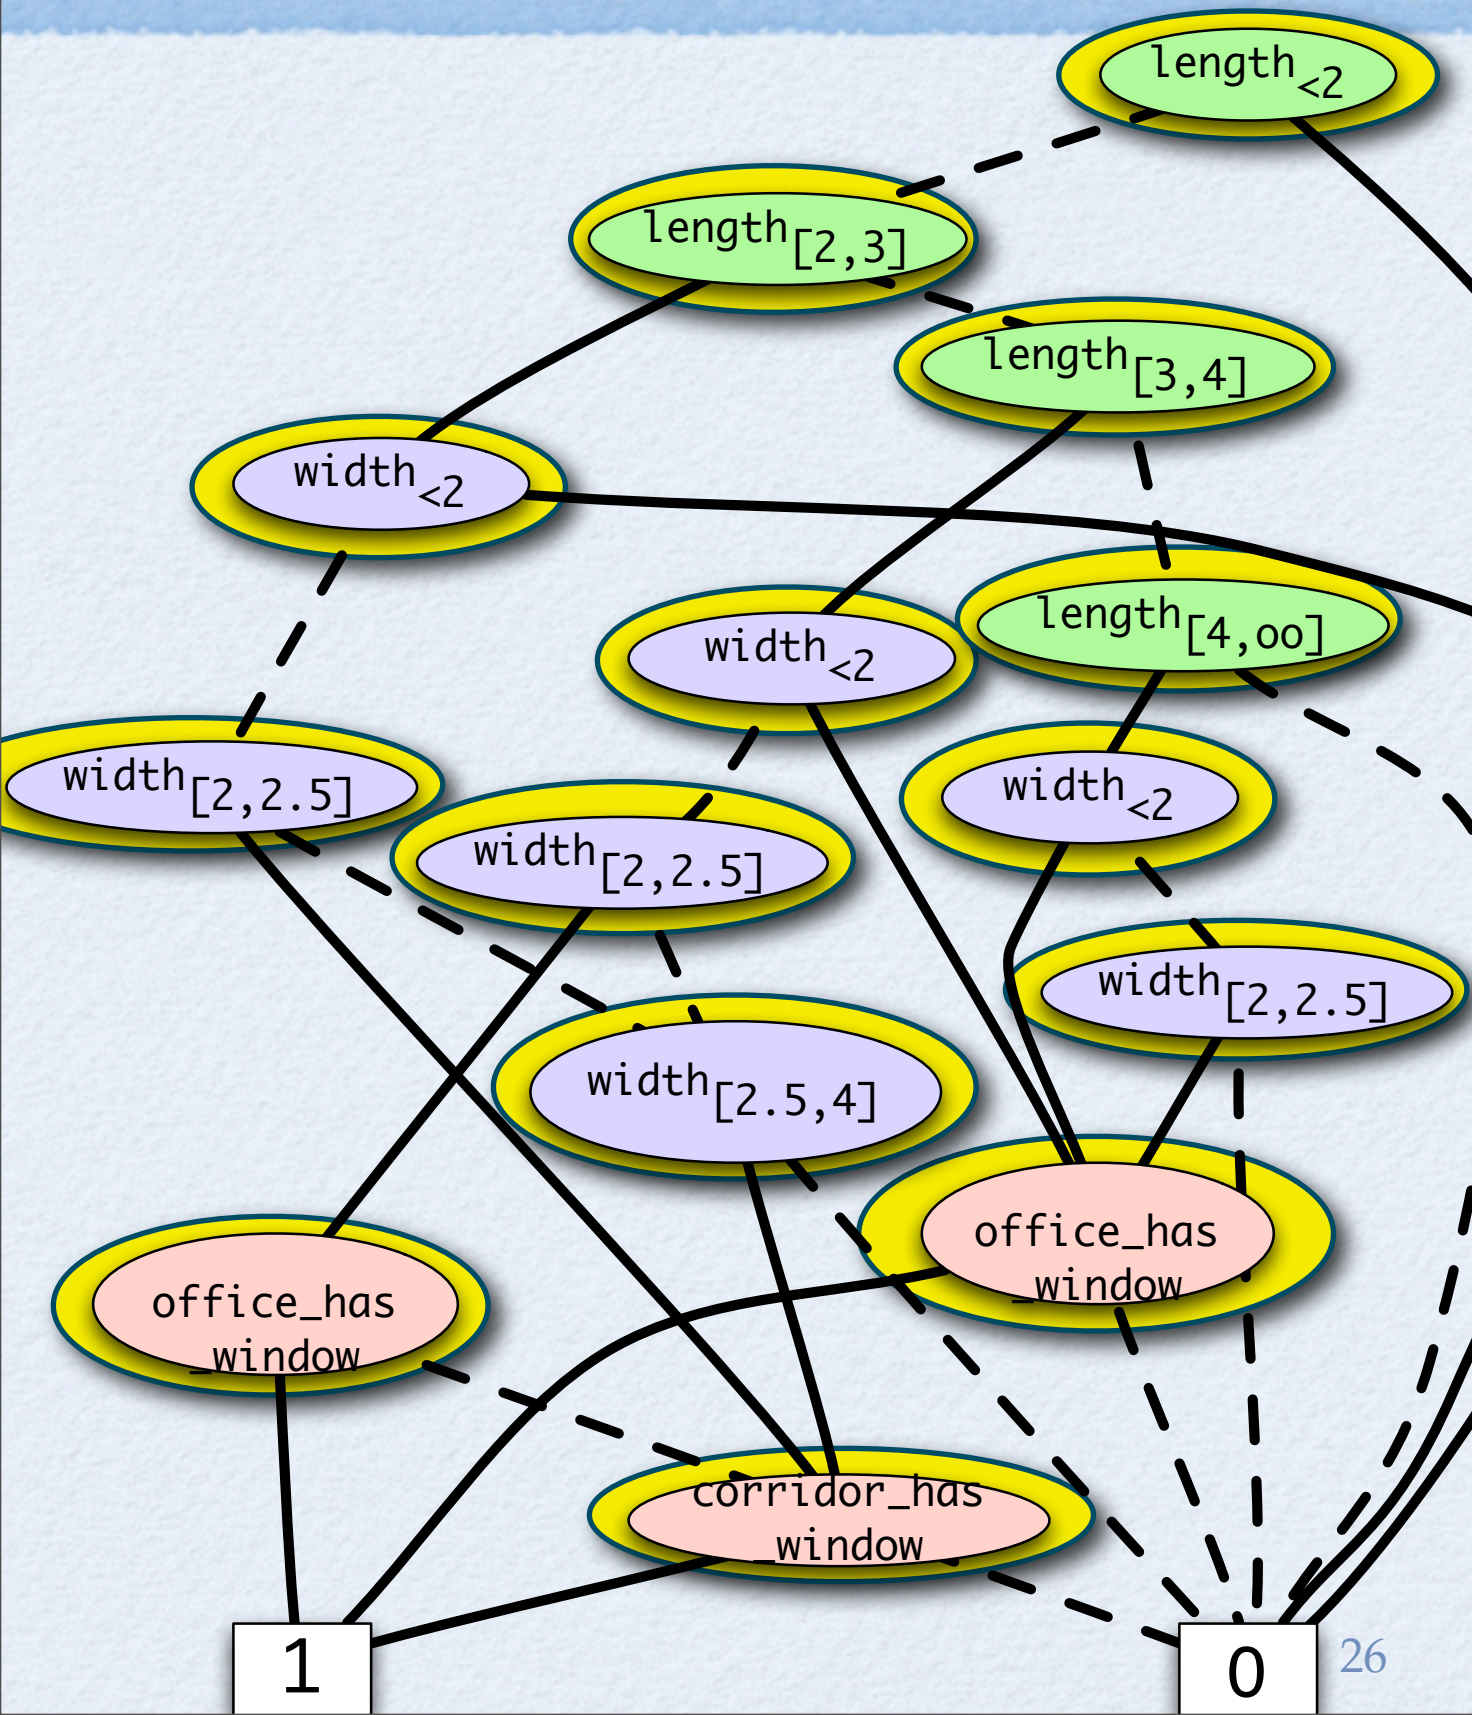 length<2
length[2,3]
length[3,4]
width<2
length[4,oo]
width<2
width[2,2.5]
width<2
width[2,2.5]
width[2,2.5]
width[2.5,4]
office_has
_window
office_has
_window
corridor_has
_window
1
0
26